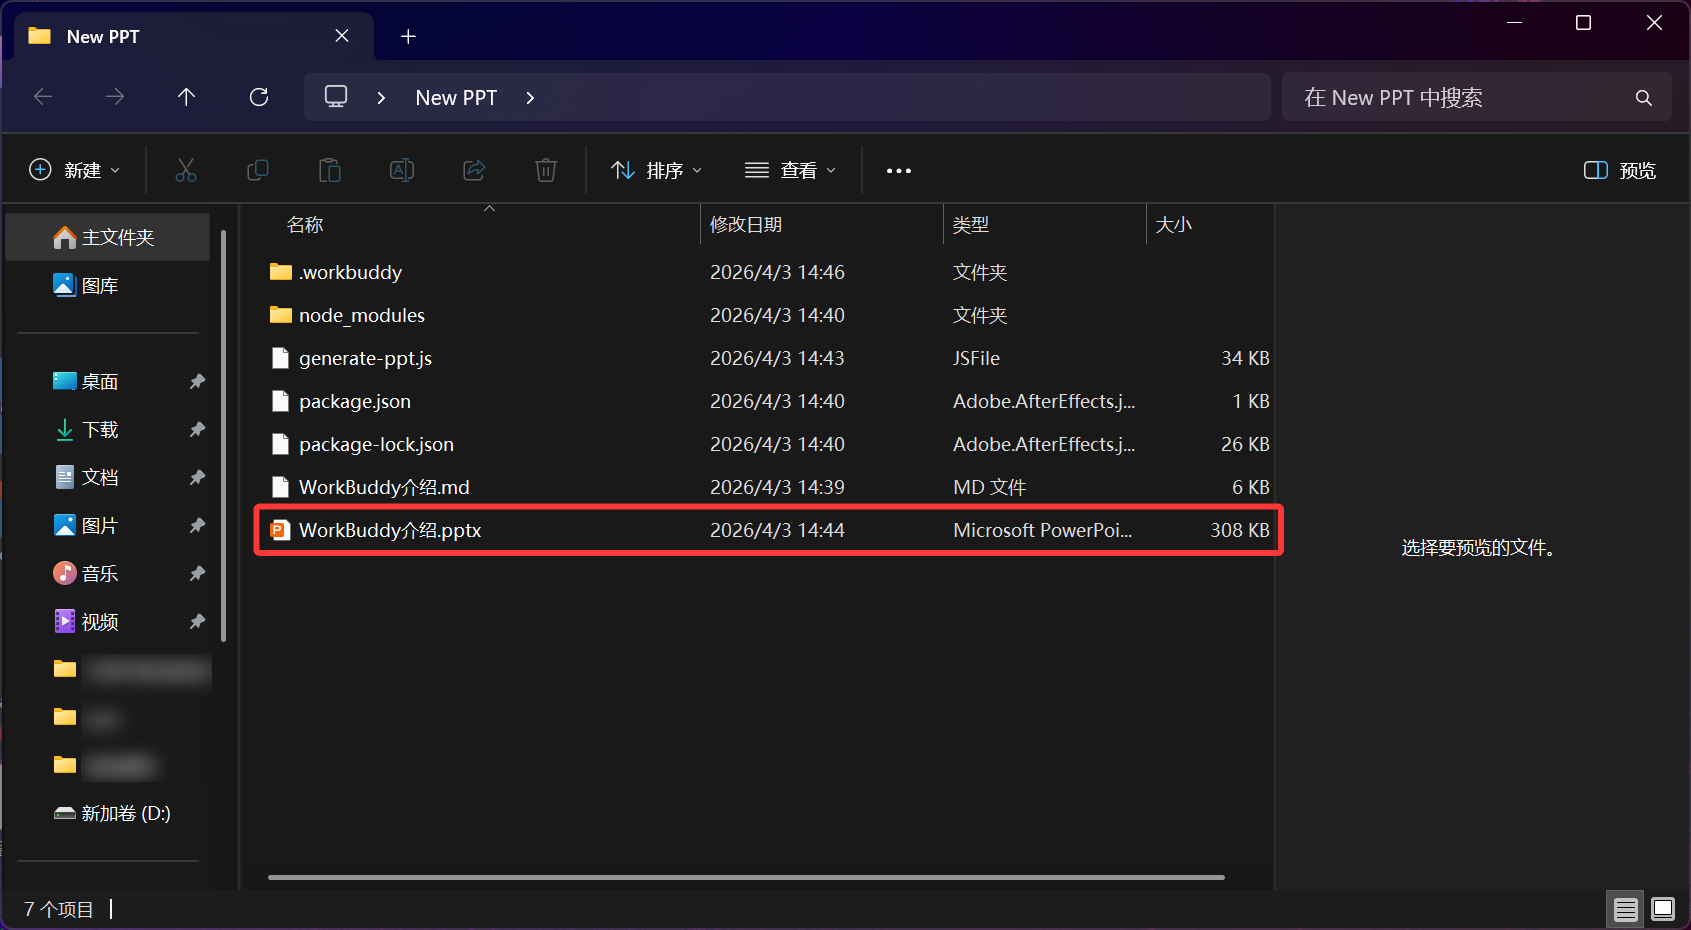 New PPT
New PPT
在 New PPT 中搜索
新建
排序
查看
预览
主文件夹
图库
桌面
下载
文档
图片
音乐
视频
新加卷 (D:)
名称 修改日期 类型 大小
.workbuddy 2026/4/3 14:46 文件夹
node_modules 2026/4/3 14:40 文件夹
generate-ppt.js 2026/4/3 14:43 JSFile 34 KB
package.json 2026/4/3 14:40 Adobe.AfterEffects.j... 1 KB
package-lock.json 2026/4/3 14:40 Adobe.AfterEffects.j... 26 KB
WorkBuddy介绍.md 2026/4/3 14:39 MD 文件 6 KB
WorkBuddy介绍.pptx 2026/4/3 14:44 Microsoft PowerPoi... 308 KB
选择要预览的文件。
7 个项目